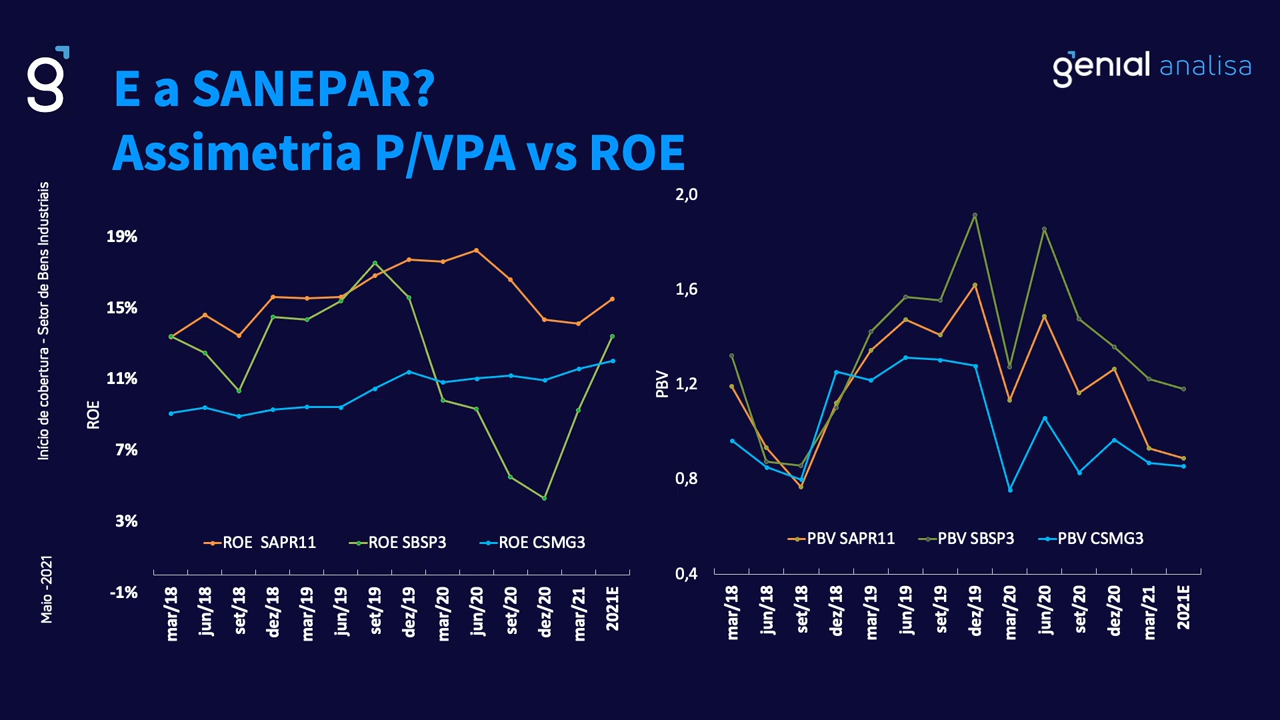 g
genial analisa
E a SANEPAR?
Assimetria P/VPA vs ROE
Início de cobertura - Setor de Bens Industriais
Maio - 2021
19%
15%
11%
7%
3%
-1%
ROE
ROE SAPR11
ROE SBSP3
ROE CSMG3
mar/18
jun/18
set/18
dez/18
mar/19
jun/19
set/19
dez/19
mar/20
jun/20
set/20
dez/20
mar/21
2021E
2,0
1,6
1,2
0,8
0,4
PBV
PBV SAPR11
PBV SBSP3
PBV CSMG3
mar/18
jun/18
set/18
dez/18
mar/19
jun/19
set/19
dez/19
mar/20
jun/20
set/20
dez/20
mar/21
2021E